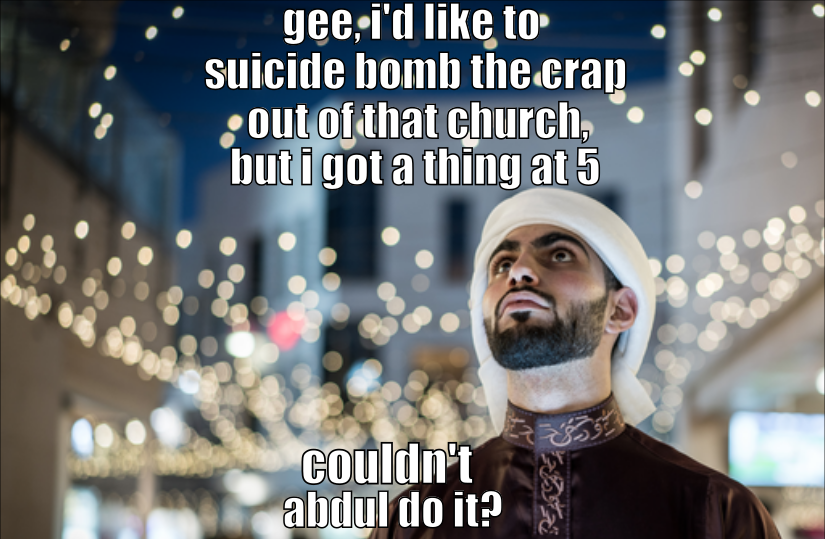 gee, i'd like to
suicide bomb the crap
out of that church,
but i got a thing at 5
couldn't
abdul do it?